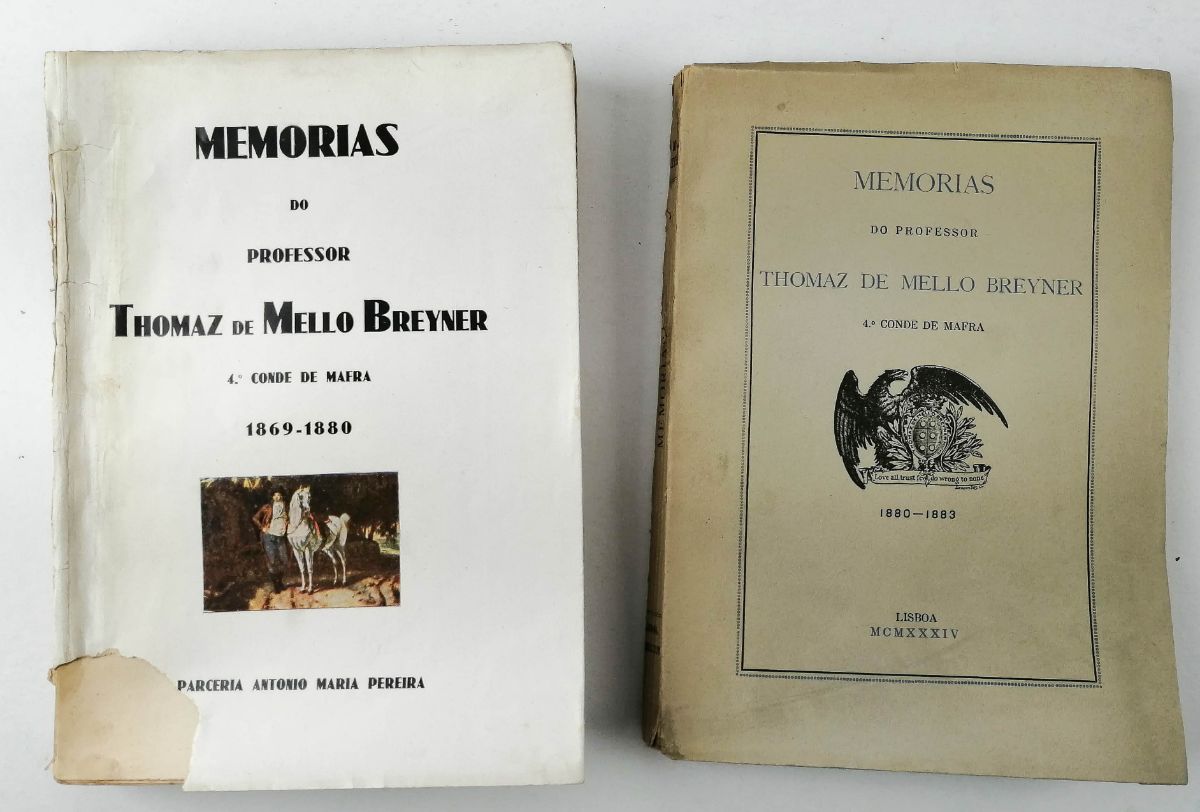 MEMORIAS
DO
PROFESSOR
THOMAZ DE MELLO BREYNER
4.º CONDE DE MAFRA
1869-1880
PARCERIA ANTONIO MARIA PEREIRA
MEMORIAS
DO PROFESSOR
THOMAZ DE MELLO BREYNER
4.º CONDE DE MAFRA
Love all, trust few, do wrong to none
1880—1883
LISBOA
MCMXXXIV
MEMORIAS